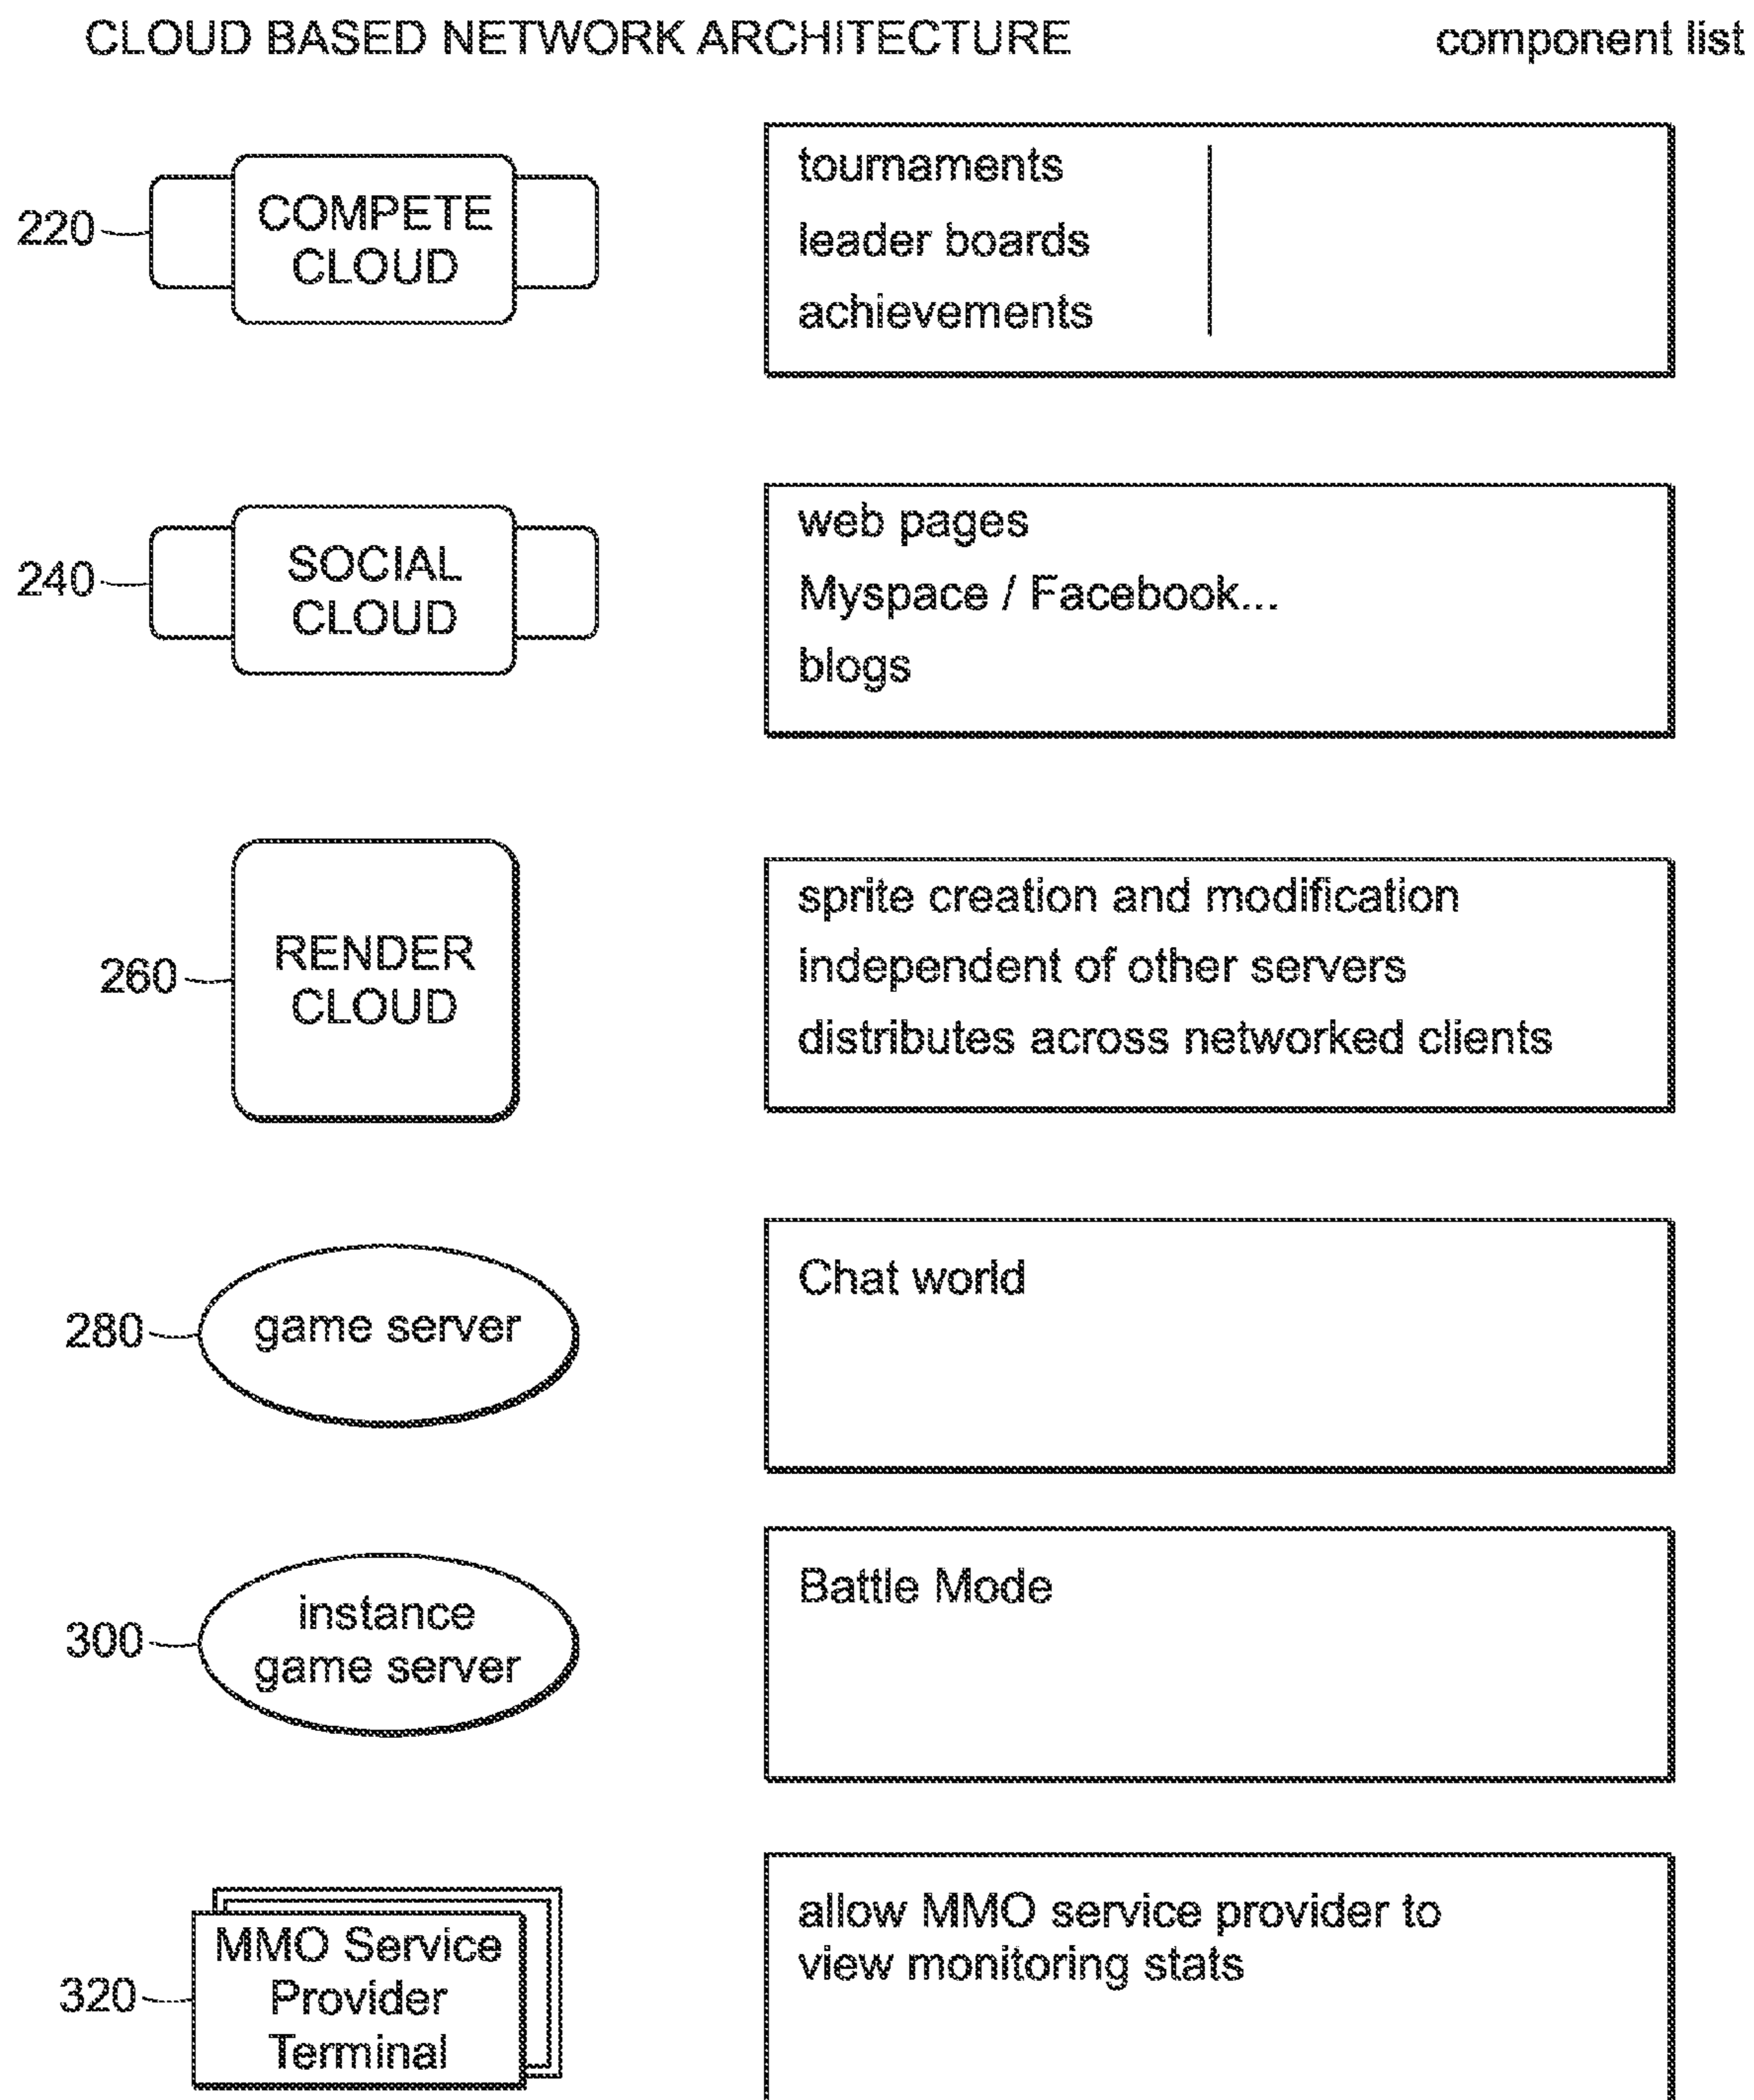 CLOUD BASED NETWORK ARCHITECTURE
component list
220
COMPETE
CLOUD
tournaments
leader boards
achievements
240
SOCIAL
CLOUD
web pages
Myspace / Facebook...
blogs
260
RENDER
CLOUD
sprite creation and modification
independent of other servers
distributes across networked clients
280
game server
Chat world
300
instance
game server
Battle Mode
320
MMO Service
Provider
Terminal
allow MMO service provider to
view monitoring stats